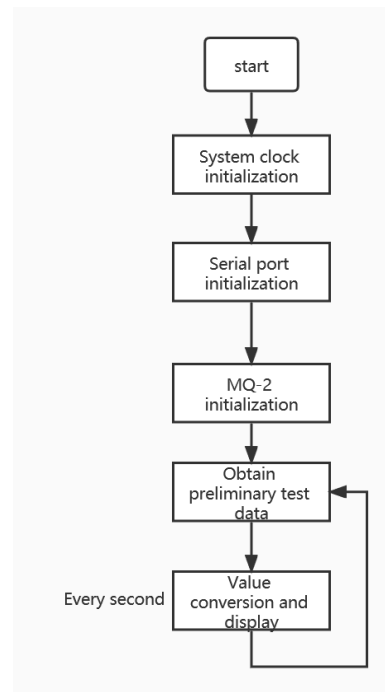 start
System clock
initialization
Serial port
initialization
MQ-2
initialization
Obtain
preliminary test
data
Every second
Value
conversion and
display